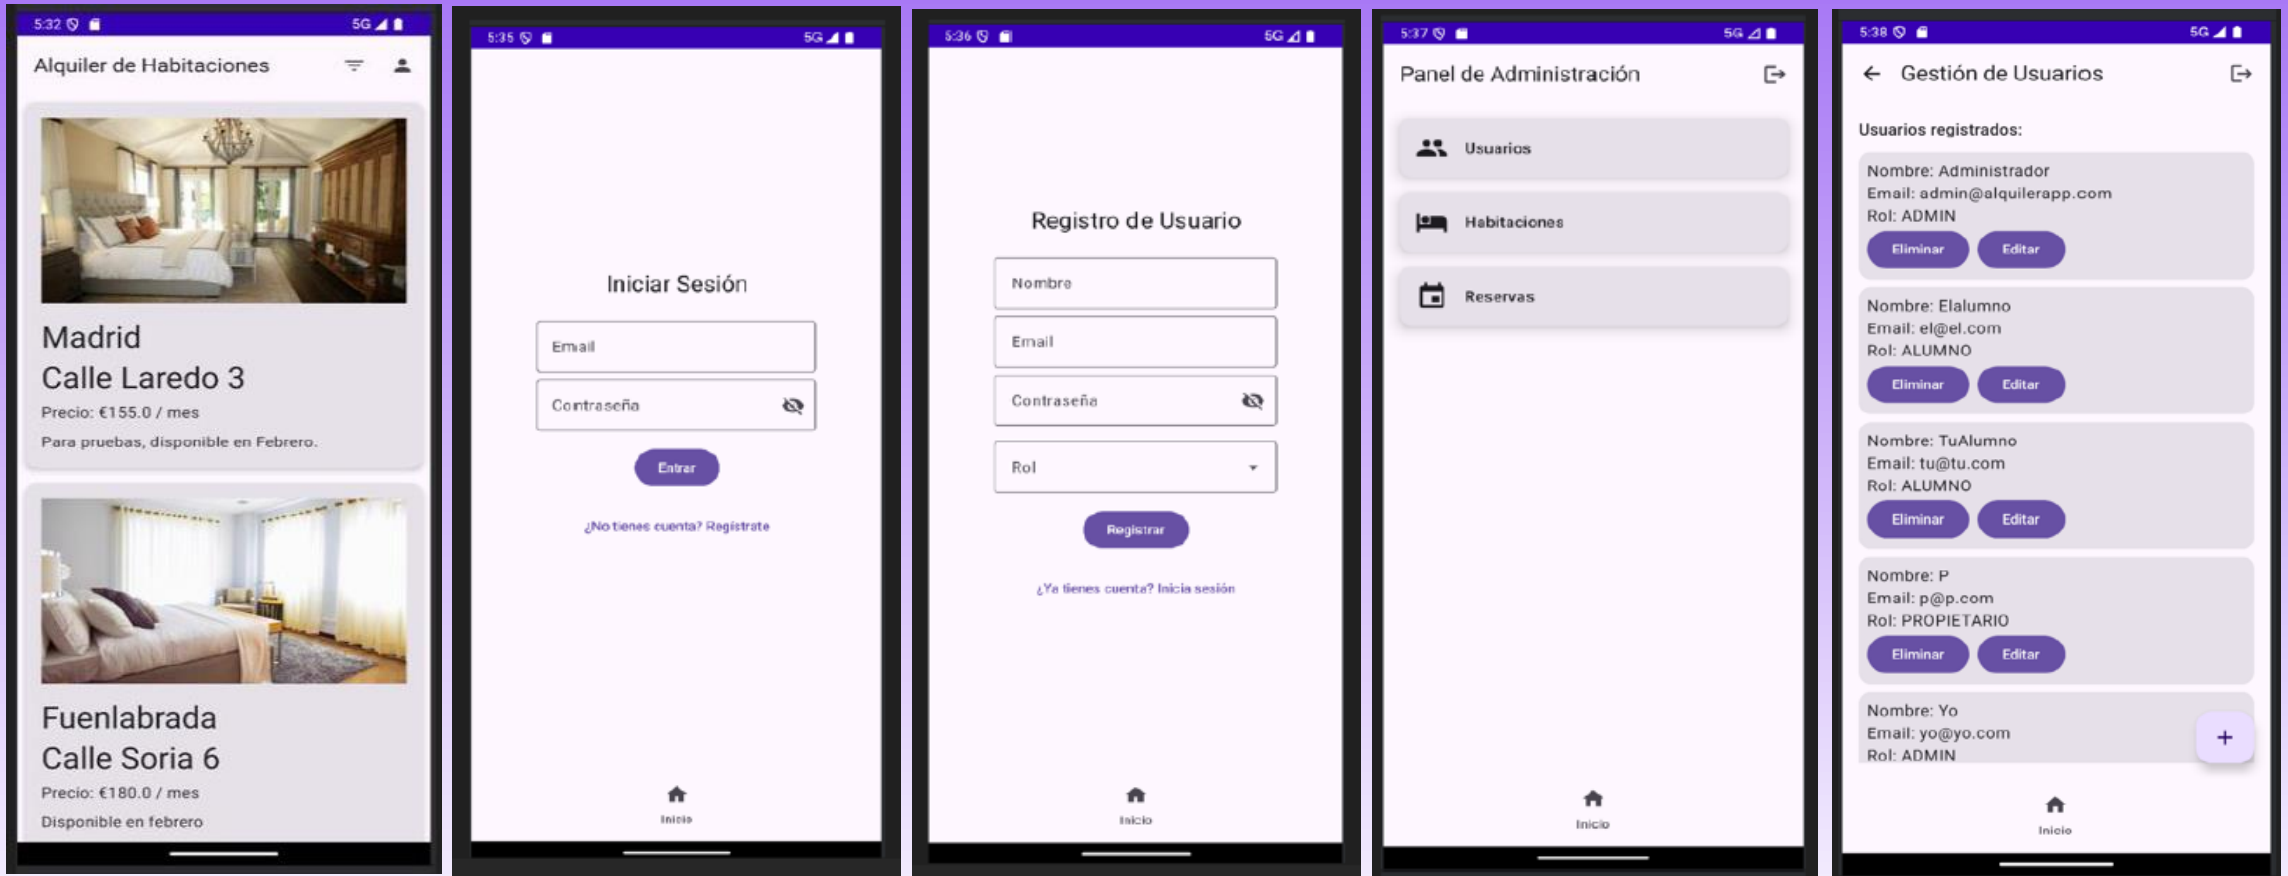 5:32
5G
Alquiler de Habitaciones
Madrid
Calle Laredo 3
Precio: €155.0 / mes
Para pruebas, disponible en Febrero.
Fuenlabrada
Calle Soria 6
Precio: €180.0 / mes
Disponible en febrero
5:35
5G
Iniciar Sesión
Email
Contraseña
Entrar
¿No tienes cuenta? Regístrate
Inicio
5:36
5G
Registro de Usuario
Nombre
Email
Contraseña
Rol
Registrar
¿Ya tienes cuenta? Inicia sesión
Inicio
5:37
5G
Panel de Administración
Usuarios
Habitaciones
Reservas
Inicio
5:38
5G
Gestión de Usuarios
Usuarios registrados:
Nombre: Administrador
Email: admin@alquilerapp.com
Rol: ADMIN
Eliminar Editar
Nombre: Elalumno
Email: el@el.com
Rol: ALUMNO
Eliminar Editar
Nombre: TuAlumno
Email: tu@tu.com
Rol: ALUMNO
Eliminar Editar
Nombre: P
Email: p@p.com
Rol: PROPIETARIO
Eliminar Editar
Nombre: Yo
Email: yo@yo.com
Rol: ADMIN
+
Inicio